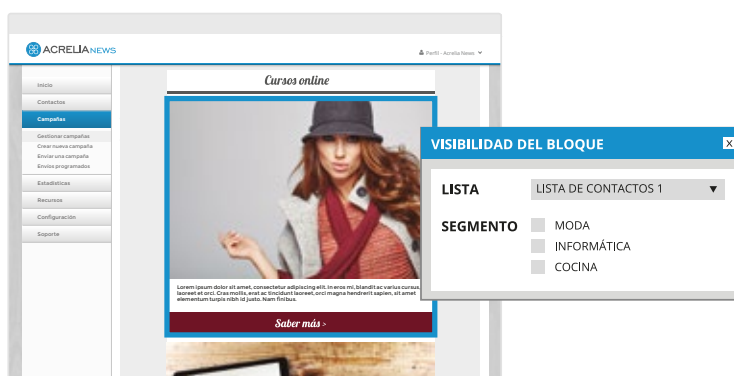 ACRELIA NEWS
Perfil - Acrelia News
Inicio
Contactos
Campañas
Gestionar campañas
Crear nueva campaña
Enviar una campaña
Envíos programados
Estadísticas
Recursos
Configuración
Soporte
Cursos online
Lorem ipsum dolor sit amet, consectetur adipiscing elit. In eros mi, blandit ac varius cursus,
laoreet et orci. Cras mollis, erat ac tincidunt laoreet, orci magna hendrerit sapien, sit amet
elementum turpis nibh id justo. Nam finibus.
Saber más >
VISIBILIDAD DEL BLOQUE X
LISTA LISTA DE CONTACTOS 1
SEGMENTO MODA
INFORMÁTICA
COCINA